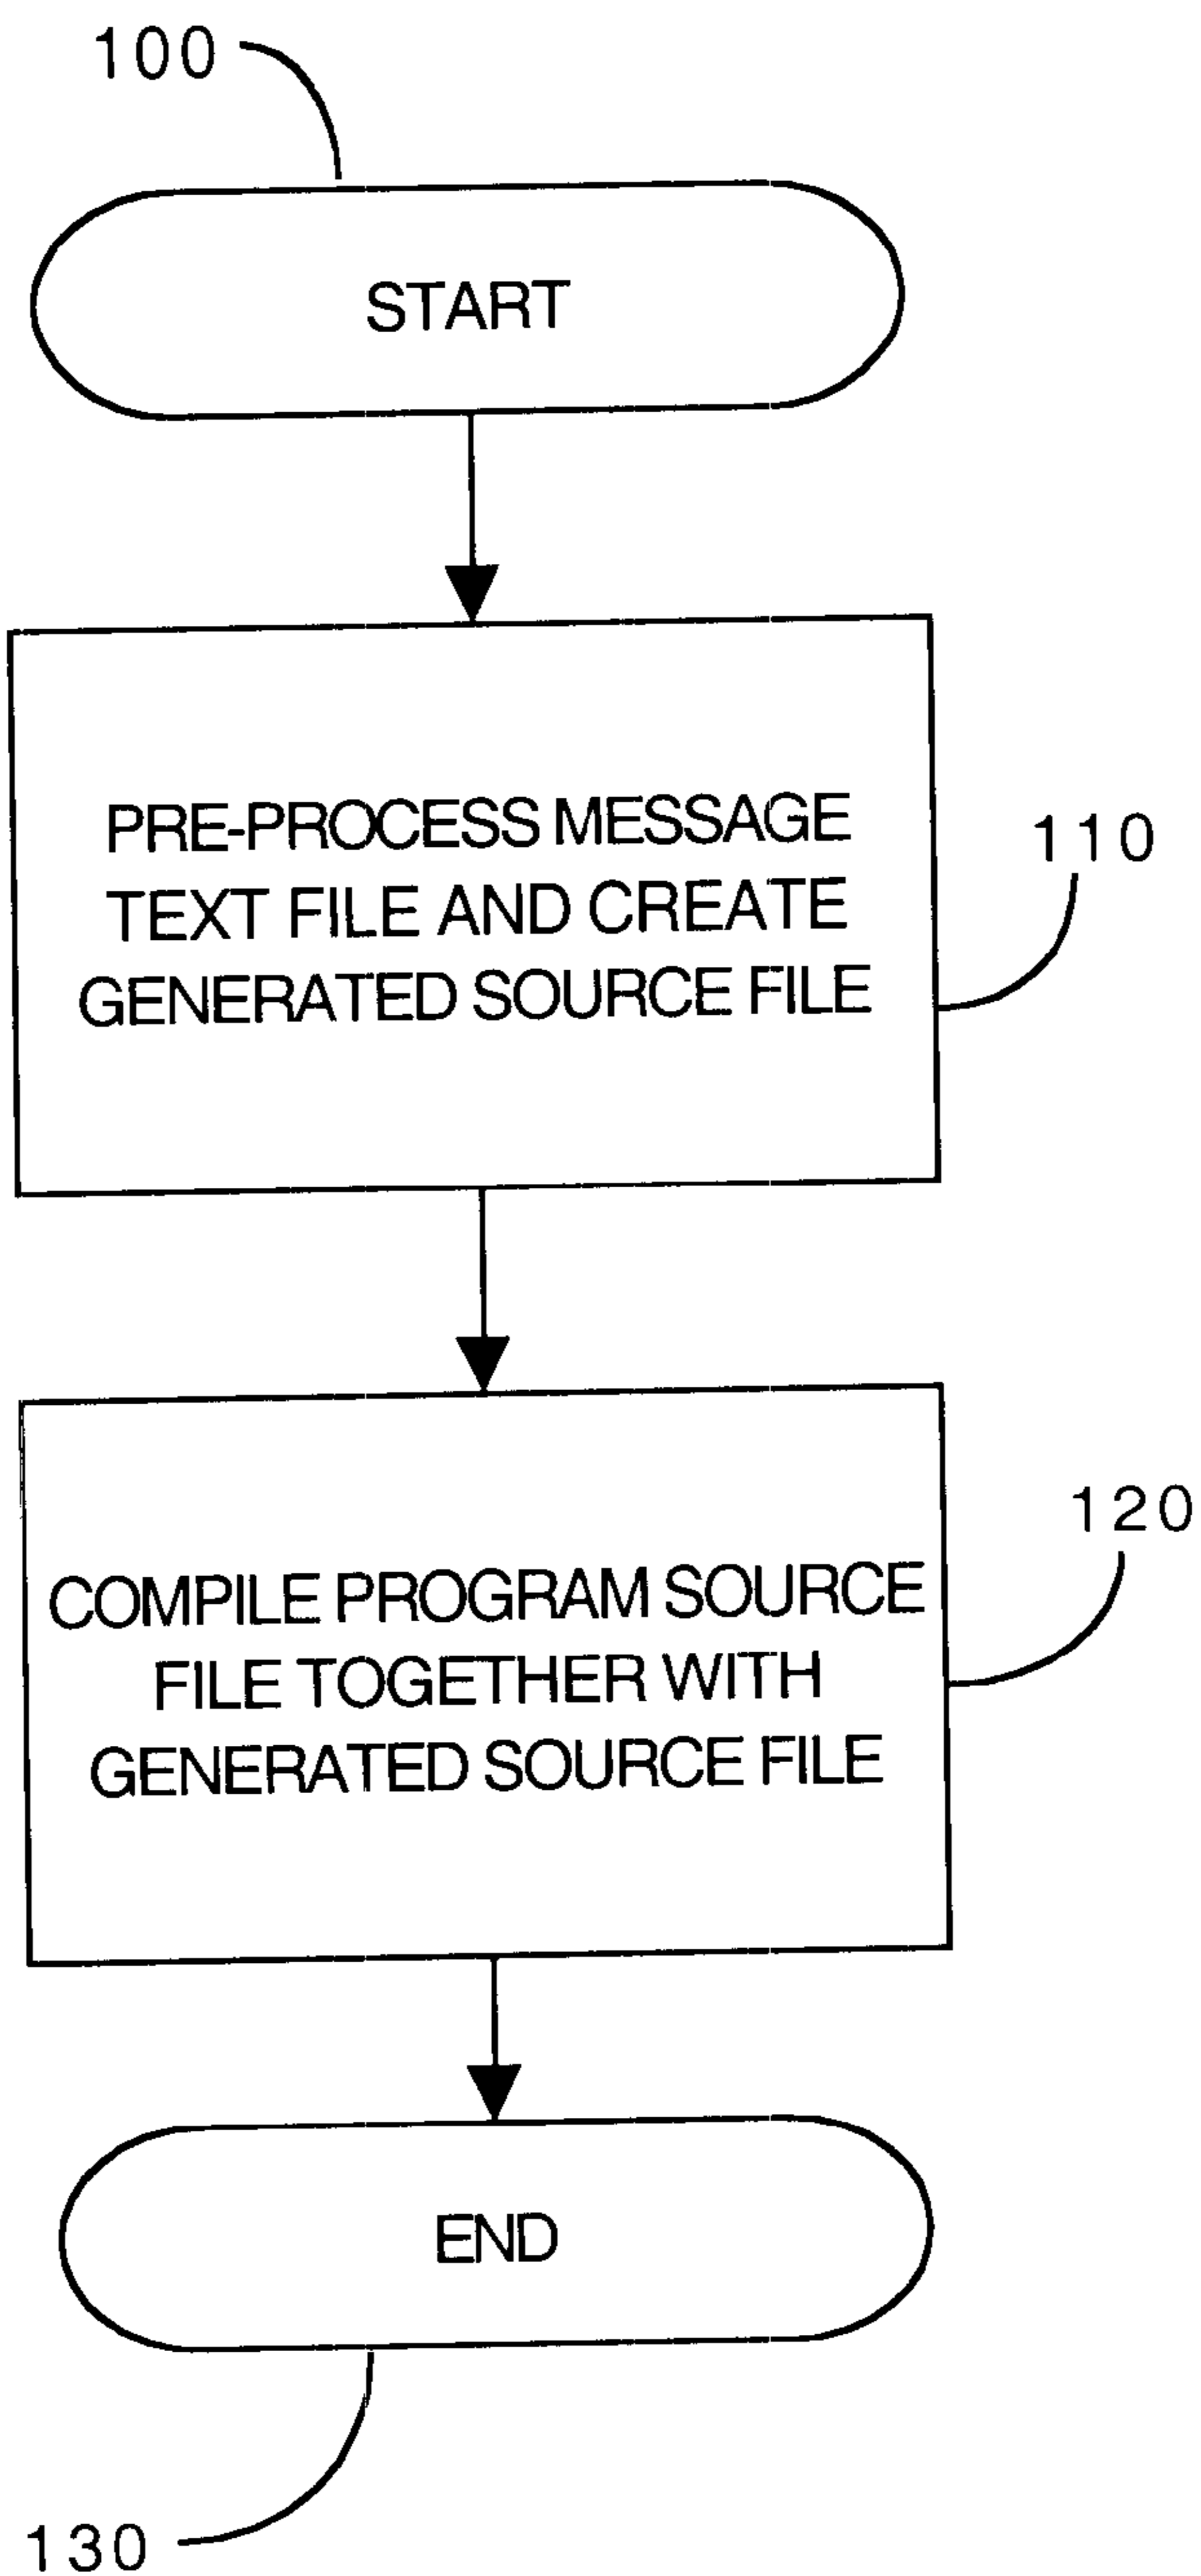 100
START
PRE-PROCESS MESSAGE
TEXT FILE AND CREATE
GENERATED SOURCE FILE
110
COMPILE PROGRAM SOURCE
FILE TOGETHER WITH
GENERATED SOURCE FILE
120
END
130